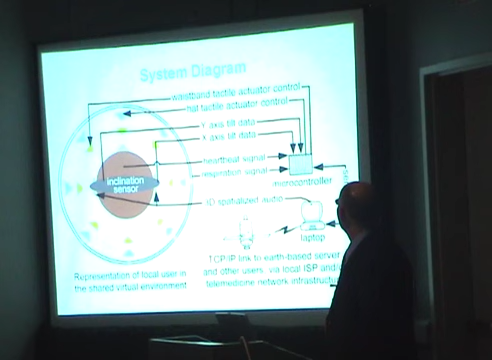 System Diagram
waistband tactile actuator control
hat tactile actuator control
Y axis tilt data
X axis tilt data
heartbeat signal
respiration signal
microcontroller
inclination
sensor
3D spatialized audio
laptop
Representation of local user in
the shared virtual environment
TCP/IP link to earth-based server
and other users, via local ISP and/
telemedicine network infrastructu